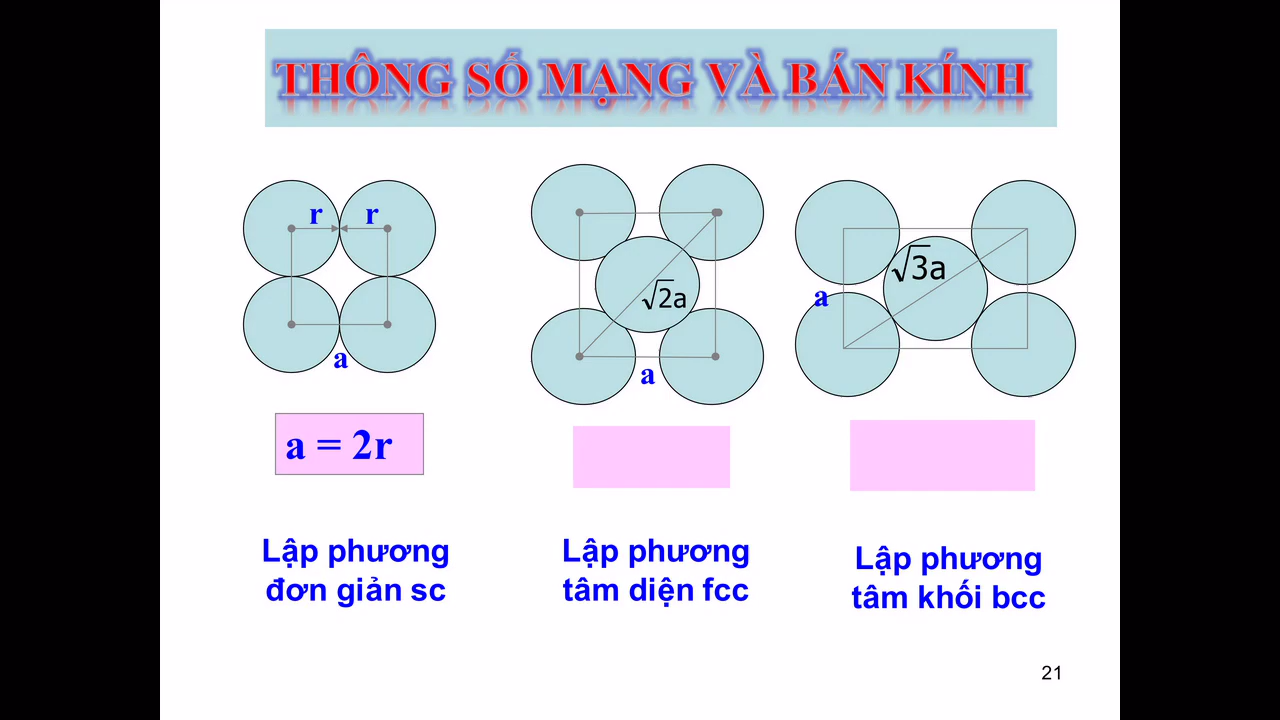 THÔNG SỐ MẠNG VÀ BÁN KÍNH
r r
a
a = 2r
Lập phương
đơn giản sc
√2a
a
Lập phương
tâm diện fcc
√3a
a
Lập phương
tâm khối bcc
21